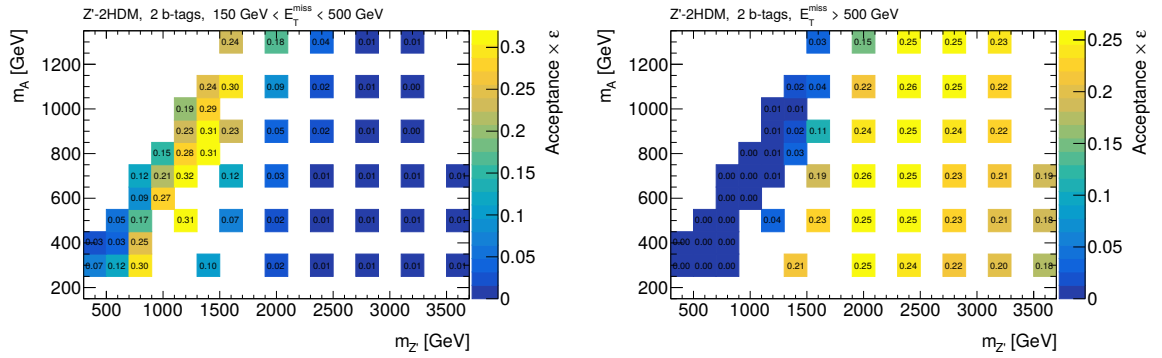 Z'-2HDM, 2 b-tags, 150 GeV < E_T^miss < 500 GeV
m_A [GeV]
1200
1000
800
600
400
200
0.24 0.18 0.04 0.01 0.01
0.24 0.30 0.09 0.02 0.01 0.00
0.19 0.29
0.23 0.31 0.23 0.05 0.02 0.01 0.00
0.15 0.28 0.31
0.12 0.21 0.32 0.12 0.03 0.01 0.01 0.01 0.01
0.09 0.27
0.05 0.17 0.31 0.07 0.02 0.01 0.01 0.01 0.01
0.03 0.03 0.25
0.07 0.12 0.30 0.10 0.02 0.01 0.01 0.01 0.01
500 1000 1500 2000 2500 3000 3500
m_Z' [GeV]
0.3
0.25
0.2
0.15
0.1
0.05
0
Acceptance × ε
Z'-2HDM, 2 b-tags, E_T^miss > 500 GeV
m_A [GeV]
1200
1000
800
600
400
200
0.03 0.15 0.25 0.25 0.23
0.02 0.04 0.22 0.26 0.25 0.22
0.01 0.01
0.01 0.02 0.11 0.24 0.25 0.24 0.22
0.00 0.01 0.03
0.00 0.00 0.01 0.19 0.26 0.25 0.23 0.21 0.19
0.00 0.00
0.00 0.00 0.04 0.23 0.25 0.25 0.23 0.21 0.18
0.00 0.00 0.00
0.00 0.00 0.00 0.21 0.25 0.24 0.22 0.20 0.18
500 1000 1500 2000 2500 3000 3500
m_Z' [GeV]
0.25
0.2
0.15
0.1
0.05
0
Acceptance × ε